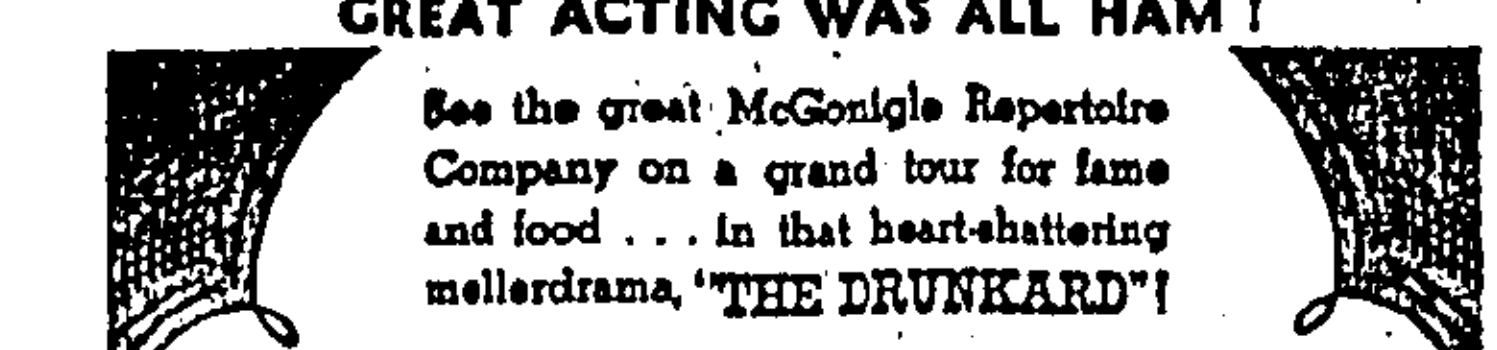 GREAT ACTING WAS ALL HAM!
See the great McGonigle Repertoire
Company on a grand tour for fame
and food . . . in that heart-shattering
mellerdrama, "THE DRUNKARD"!